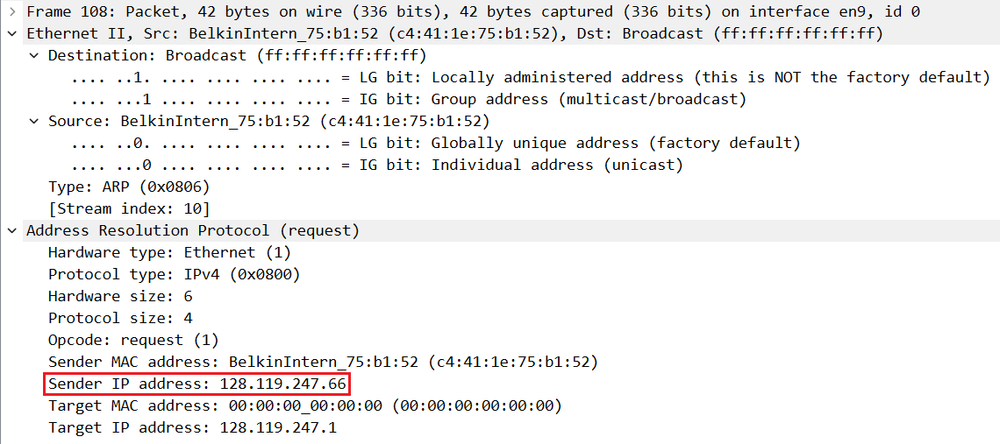 Frame 108: Packet, 42 bytes on wire (336 bits), 42 bytes captured (336 bits) on interface en9, id 0
Ethernet II, Src: BelkinIntern_75:b1:52 (c4:41:1e:75:b1:52), Dst: Broadcast (ff:ff:ff:ff:ff:ff)
Destination: Broadcast (ff:ff:ff:ff:ff:ff)
.... ..1. .... .... .... .... = LG bit: Locally administered address (this is NOT the factory default)
.... ...1 .... .... .... .... = IG bit: Group address (multicast/broadcast)
Source: BelkinIntern_75:b1:52 (c4:41:1e:75:b1:52)
.... ..0. .... .... .... .... = LG bit: Globally unique address (factory default)
.... ...0 .... .... .... .... = IG bit: Individual address (unicast)
Type: ARP (0x0806)
[Stream index: 10]
Address Resolution Protocol (request)
Hardware type: Ethernet (1)
Protocol type: IPv4 (0x0800)
Hardware size: 6
Protocol size: 4
Opcode: request (1)
Sender MAC address: BelkinIntern_75:b1:52 (c4:41:1e:75:b1:52)
Sender IP address: 128.119.247.66
Target MAC address: 00:00:00_00:00:00 (00:00:00:00:00:00)
Target IP address: 128.119.247.1